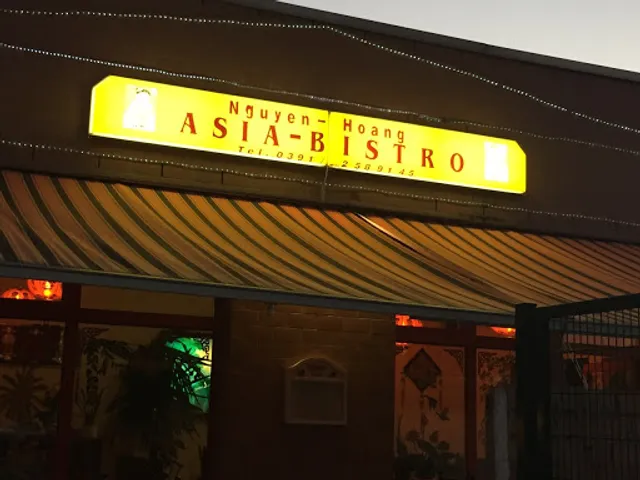 Nguyen - Hoang
ASIA-BISTRO
Tel. 0391 / 2589145